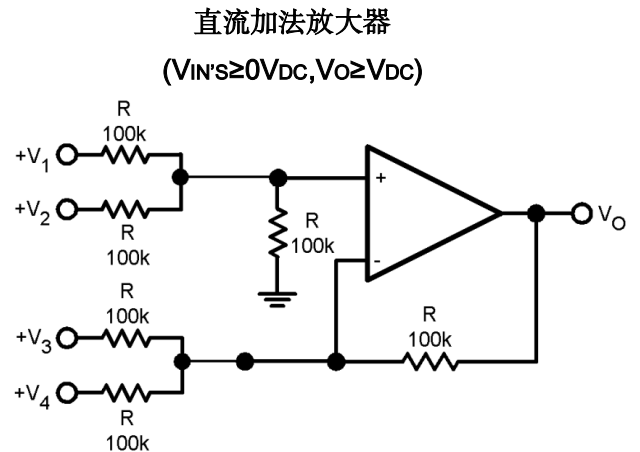 直流加法放大器
(VIN'S≥0VDC,VO≥VDC)
R
100k
+V1
+V2
R
100k
R
100k
+
-
VO
R
100k
+V3
+V4
R
100k
R
100k